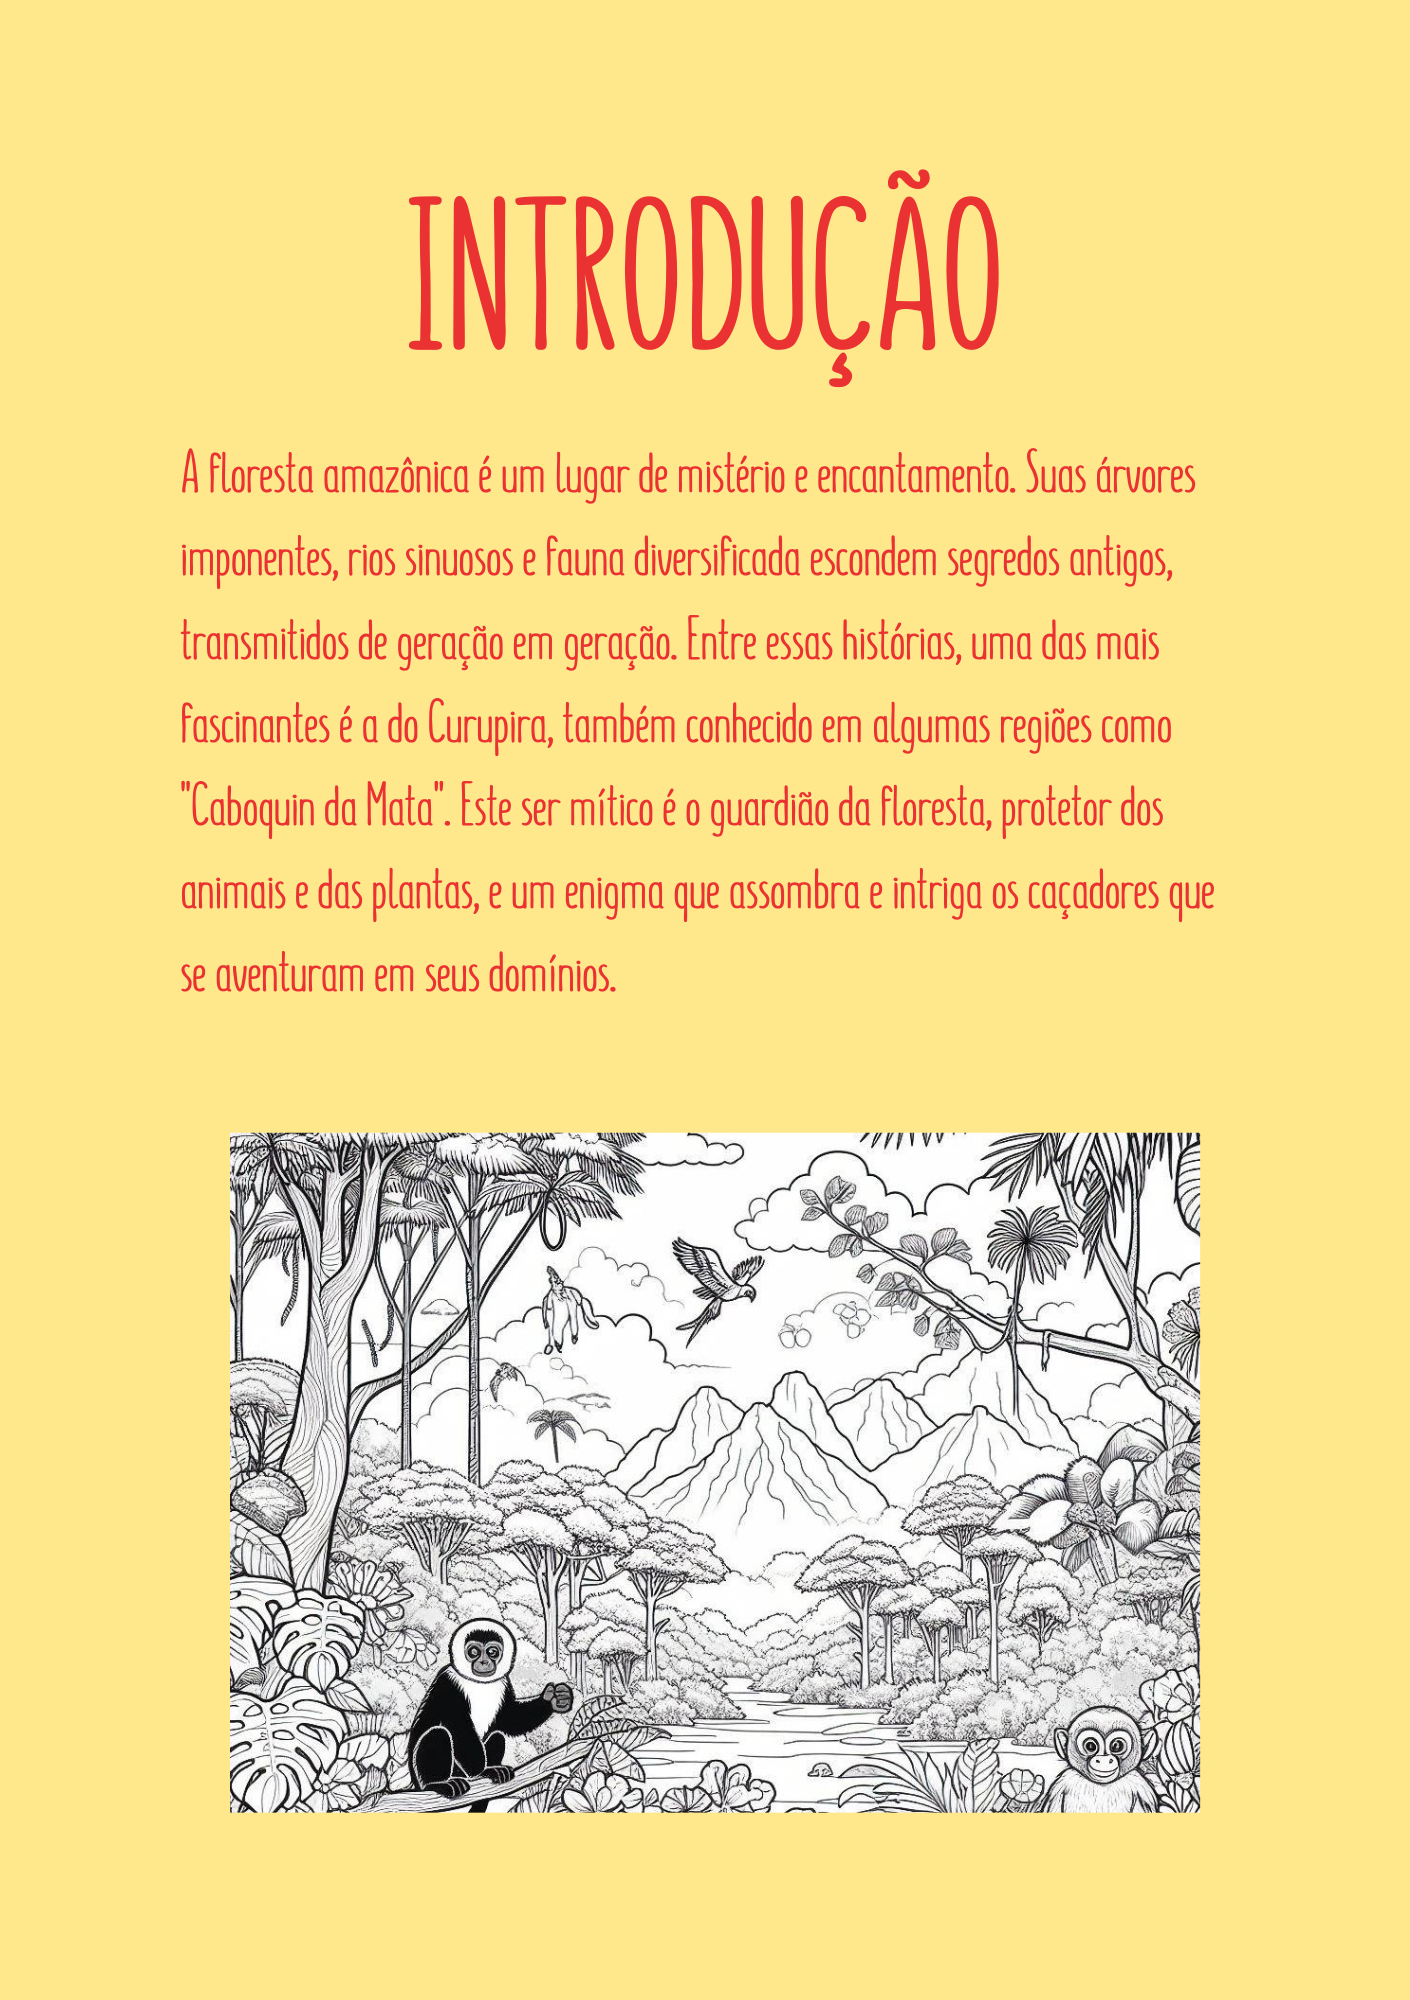 INTRODUÇÃO
A floresta amazônica é um lugar de mistério e encantamento. Suas árvores
imponentes, rios sinuosos e fauna diversificada escondem segredos antigos,
transmitidos de geração em geração. Entre essas histórias, uma das mais
fascinantes é a do Curupira, também conhecido em algumas regiões como
"Caboquin da Mata". Este ser mítico é o guardião da floresta, protetor dos
animais e das plantas, e um enigma que assombra e intriga os caçadores que
se aventuram em seus domínios.